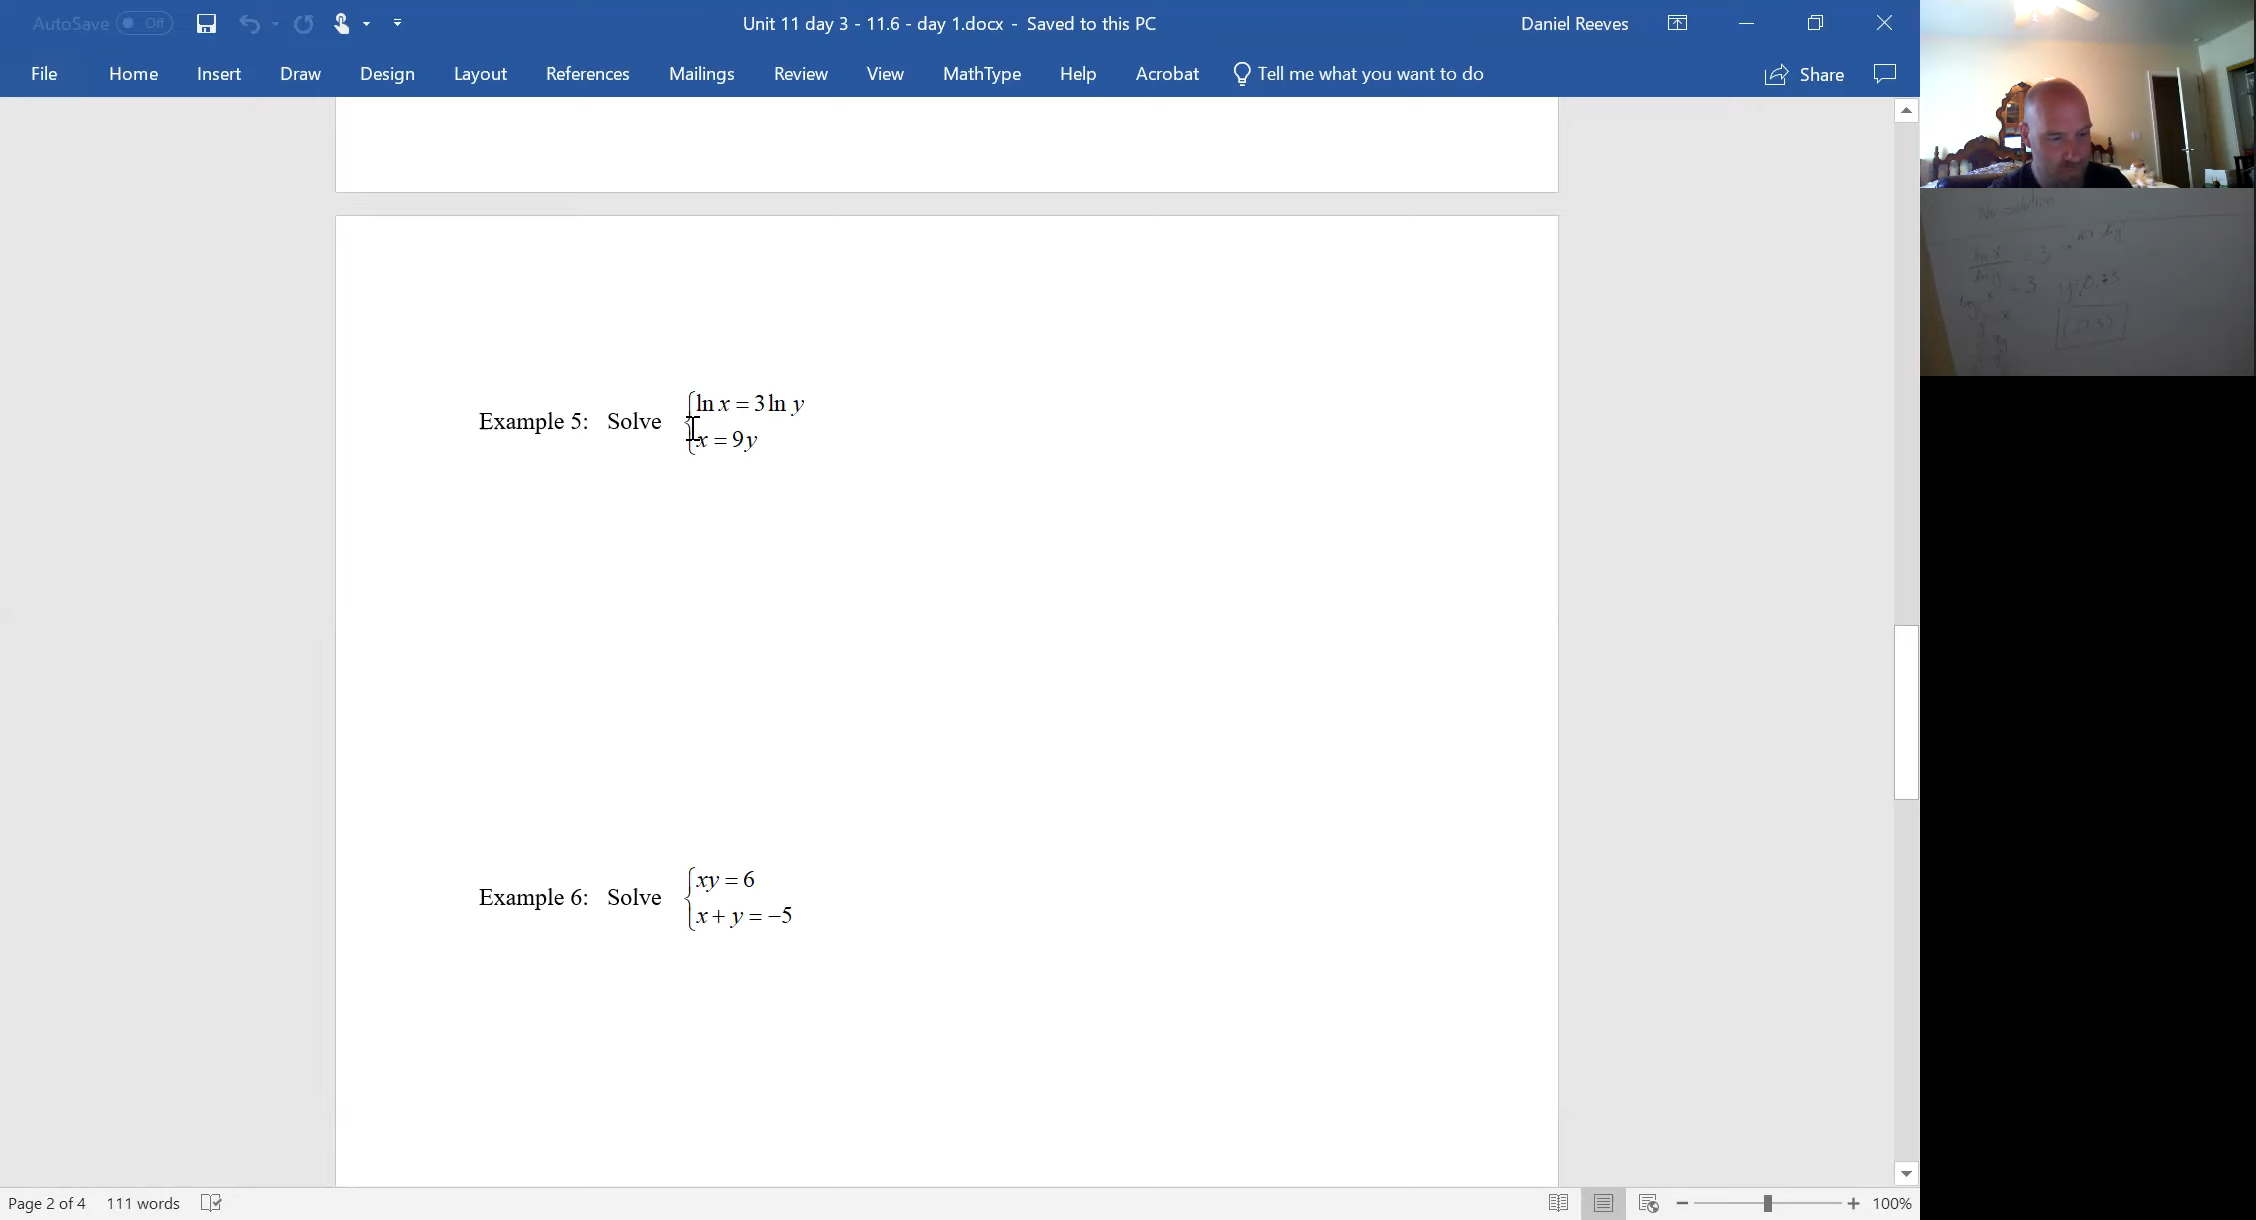 AutoSave Off
Unit 11 day 3 - 11.6 - day 1.docx - Saved to this PC
Daniel Reeves
File Home Insert Draw Design Layout References Mailings Review View MathType Help Acrobat Tell me what you want to do
Share
No solution
Example 5: Solve
ln x = 3 ln y
x = 9y
Example 6: Solve
xy = 6
x + y = −5
Page 2 of 4 111 words
100%